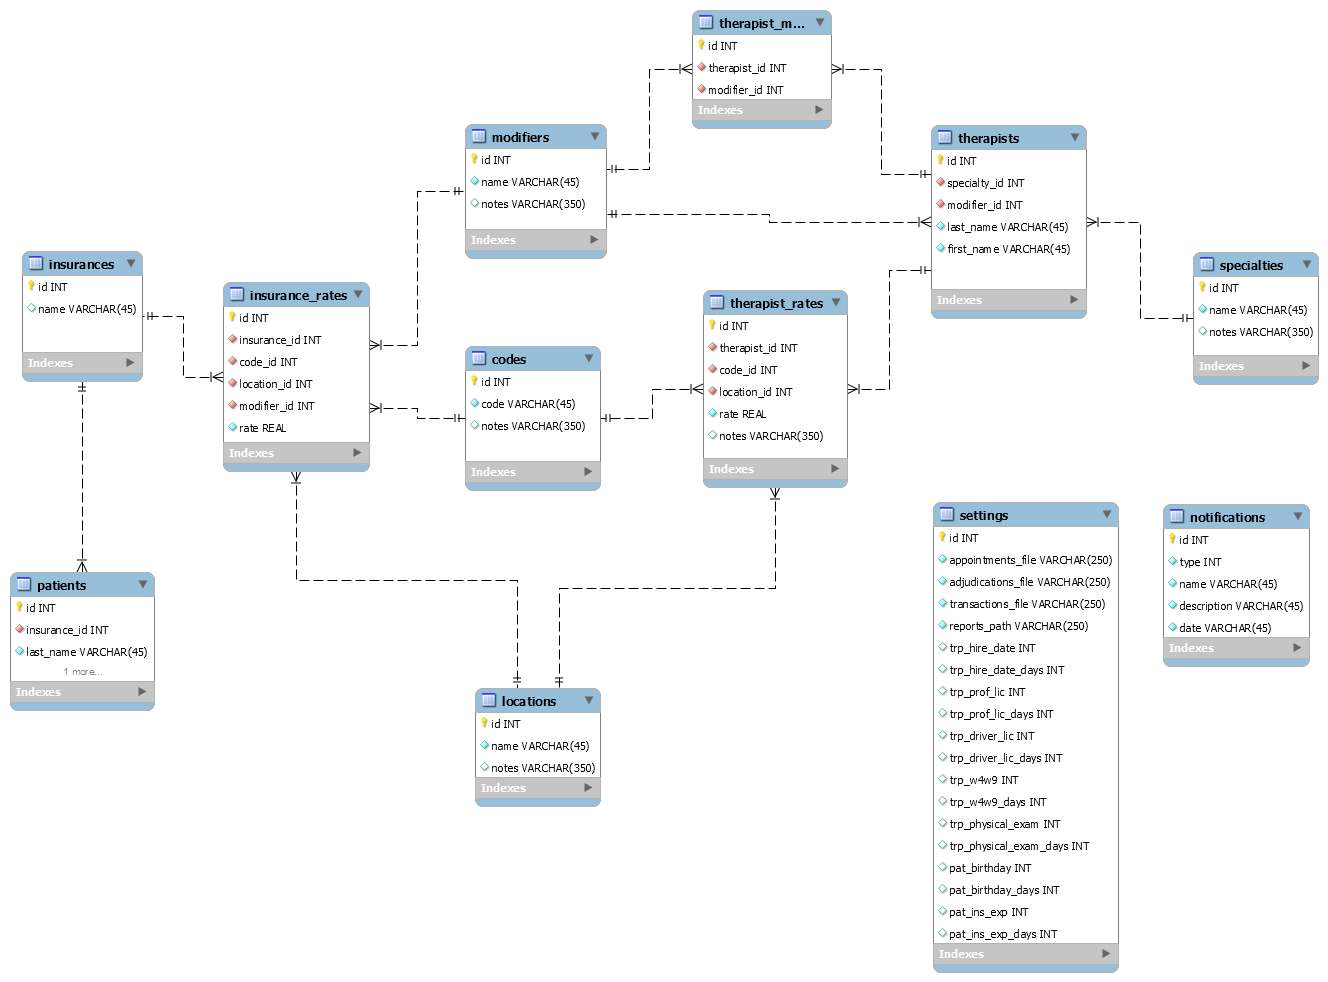 therapist_m...
id INT
therapist_id INT
modifier_id INT
Indexes
modifiers
id INT
name VARCHAR(45)
notes VARCHAR(350)
Indexes
therapists
id INT
specialty_id INT
modifier_id INT
last_name VARCHAR(45)
first_name VARCHAR(45)
Indexes
insurances
id INT
name VARCHAR(45)
Indexes
insurance_rates
id INT
insurance_id INT
code_id INT
location_id INT
modifier_id INT
rate REAL
Indexes
codes
id INT
code VARCHAR(45)
notes VARCHAR(350)
Indexes
therapist_rates
id INT
therapist_id INT
code_id INT
location_id INT
rate REAL
notes VARCHAR(350)
Indexes
specialties
id INT
name VARCHAR(45)
notes VARCHAR(350)
Indexes
patients
id INT
insurance_id INT
last_name VARCHAR(45)
1 more...
Indexes
locations
id INT
name VARCHAR(45)
notes VARCHAR(350)
Indexes
settings
id INT
appointments_file VARCHAR(250)
adjudications_file VARCHAR(250)
transactions_file VARCHAR(250)
reports_path VARCHAR(250)
trp_hire_date INT
trp_hire_date_days INT
trp_prof_lic INT
trp_prof_lic_days INT
trp_driver_lic INT
trp_driver_lic_days INT
trp_w4w9 INT
trp_w4w9_days INT
trp_physical_exam INT
trp_physical_exam_days INT
pat_birthday INT
pat_birthday_days INT
pat_ins_exp INT
pat_ins_exp_days INT
Indexes
notifications
id INT
type INT
name VARCHAR(45)
description VARCHAR(45)
date VARCHAR(45)
Indexes